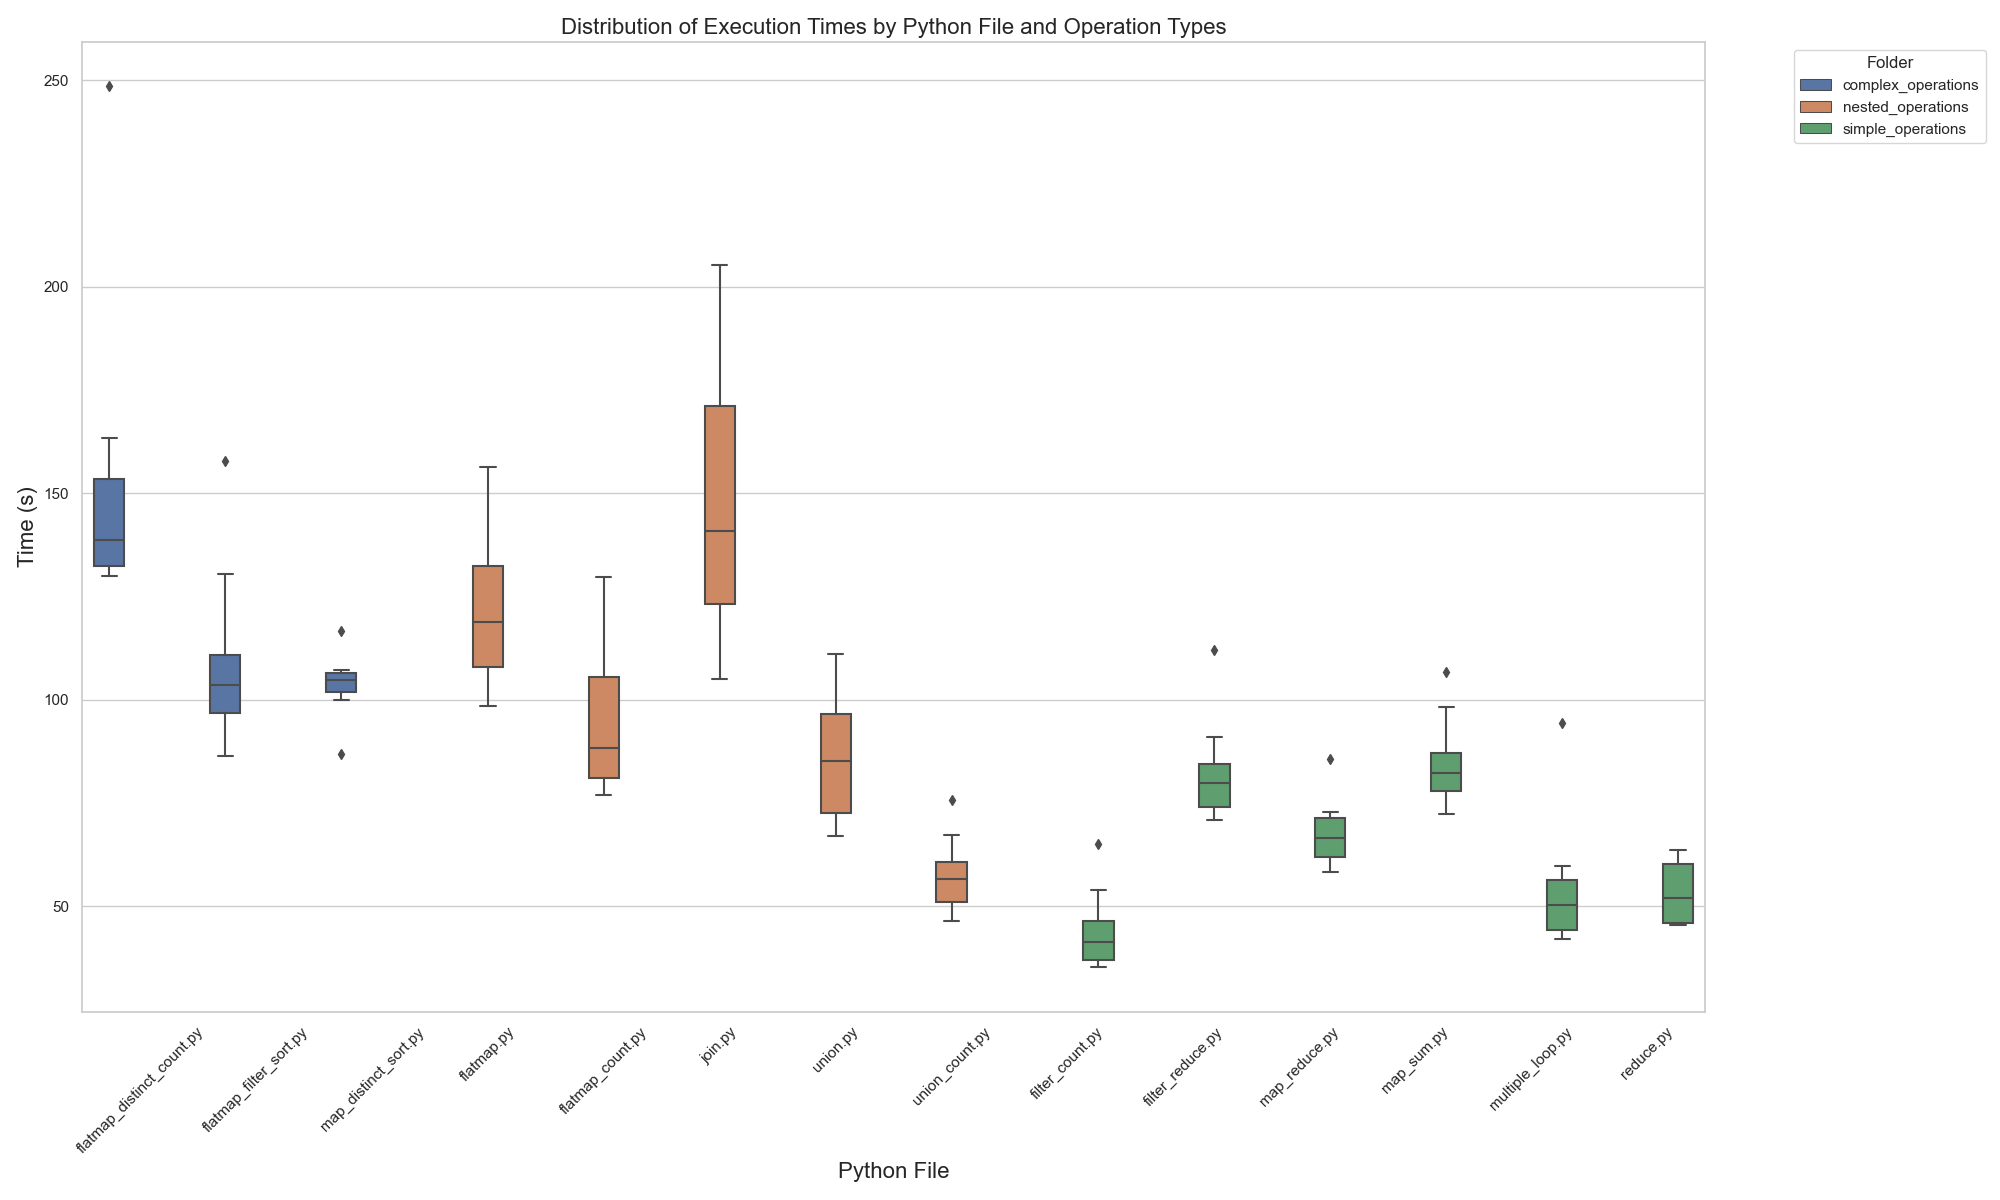 Distribution of Execution Times by Python File and Operation Types
Folder
complex_operations
nested_operations
simple_operations
Time (s)
250
200
150
100
50
flatmap_distinct_count.py
flatmap_filter_sort.py
map_distinct_sort.py
flatmap.py
flatmap_count.py
join.py
union.py
union_count.py
filter_count.py
filter_reduce.py
map_reduce.py
map_sum.py
multiple_loop.py
reduce.py
Python File